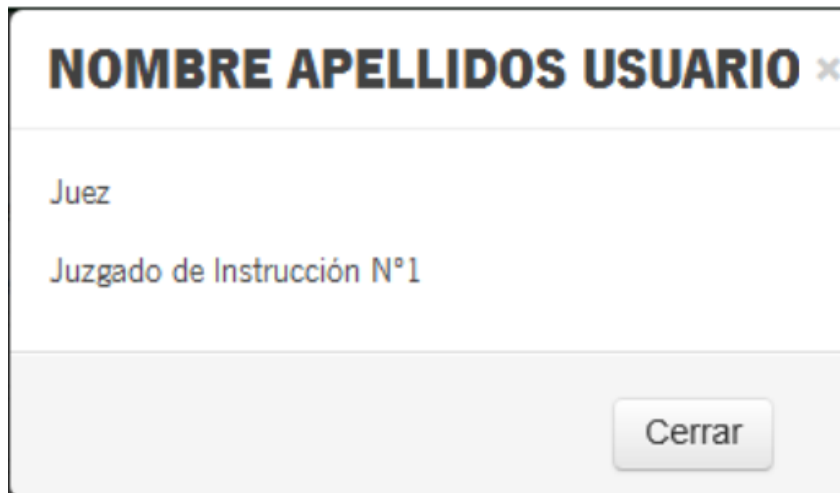 NOMBRE APELLIDOS USUARIO ×
Juez
Juzgado de Instrucción N°1
Cerrar